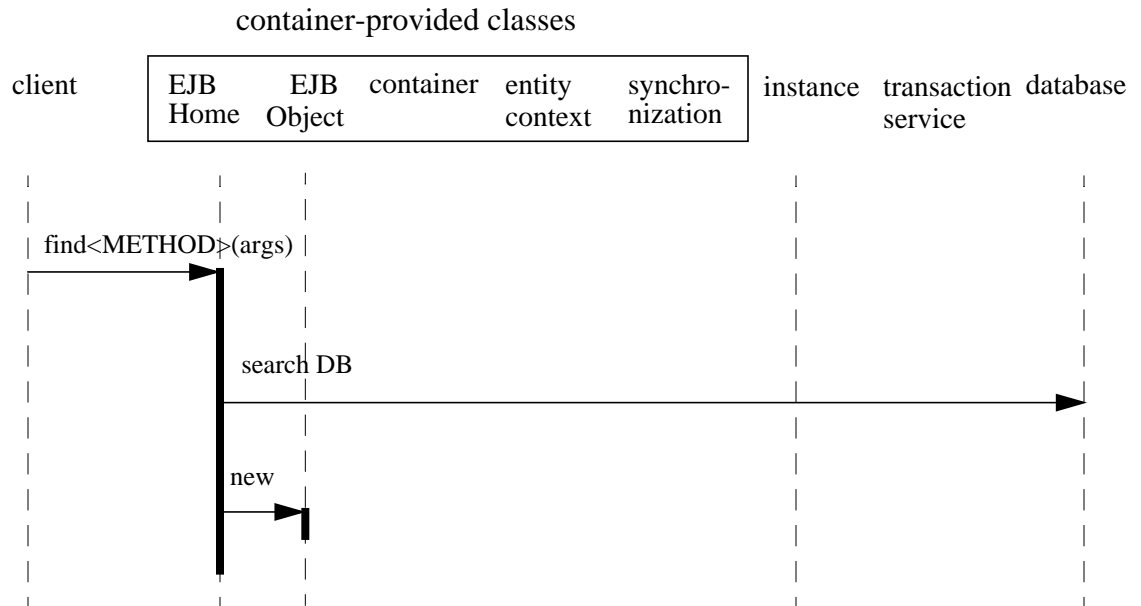 container-provided classes
client
EJB
Home
EJB
Object
container
entity
context
synchro-
nization
instance
transaction
service
database
find<METHOD>(args)
search DB
new